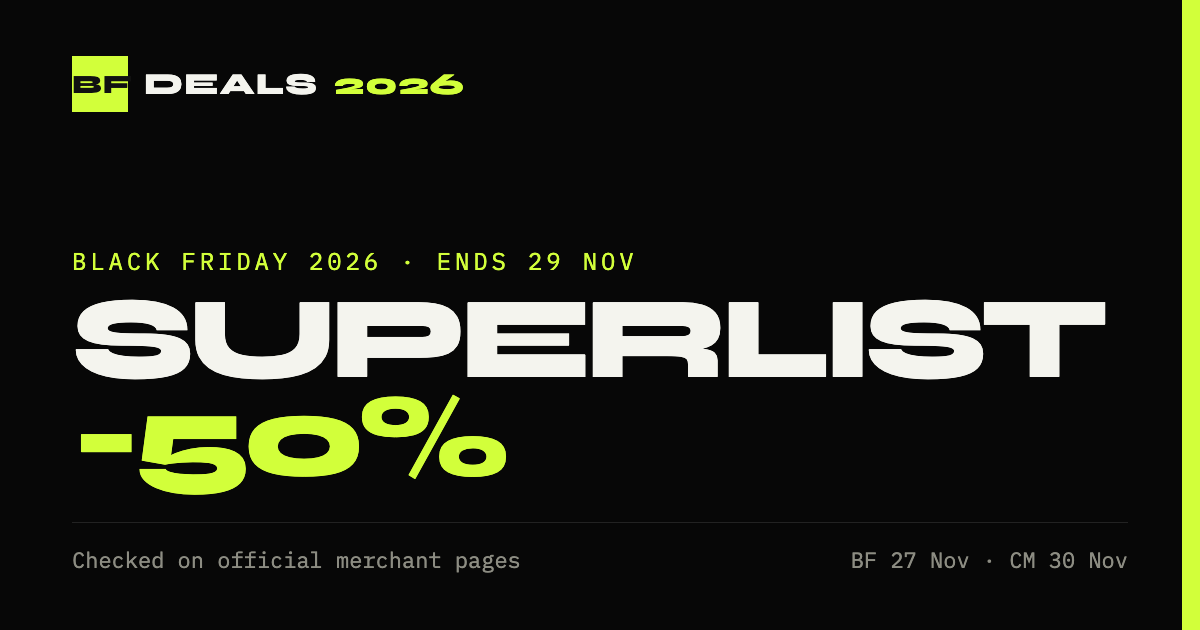 BF DEALS 2026
BLACK FRIDAY 2026 · ENDS 29 NOV
SUPERLIST
-50%
Checked on official merchant pages
BF 27 Nov · CM 30 Nov